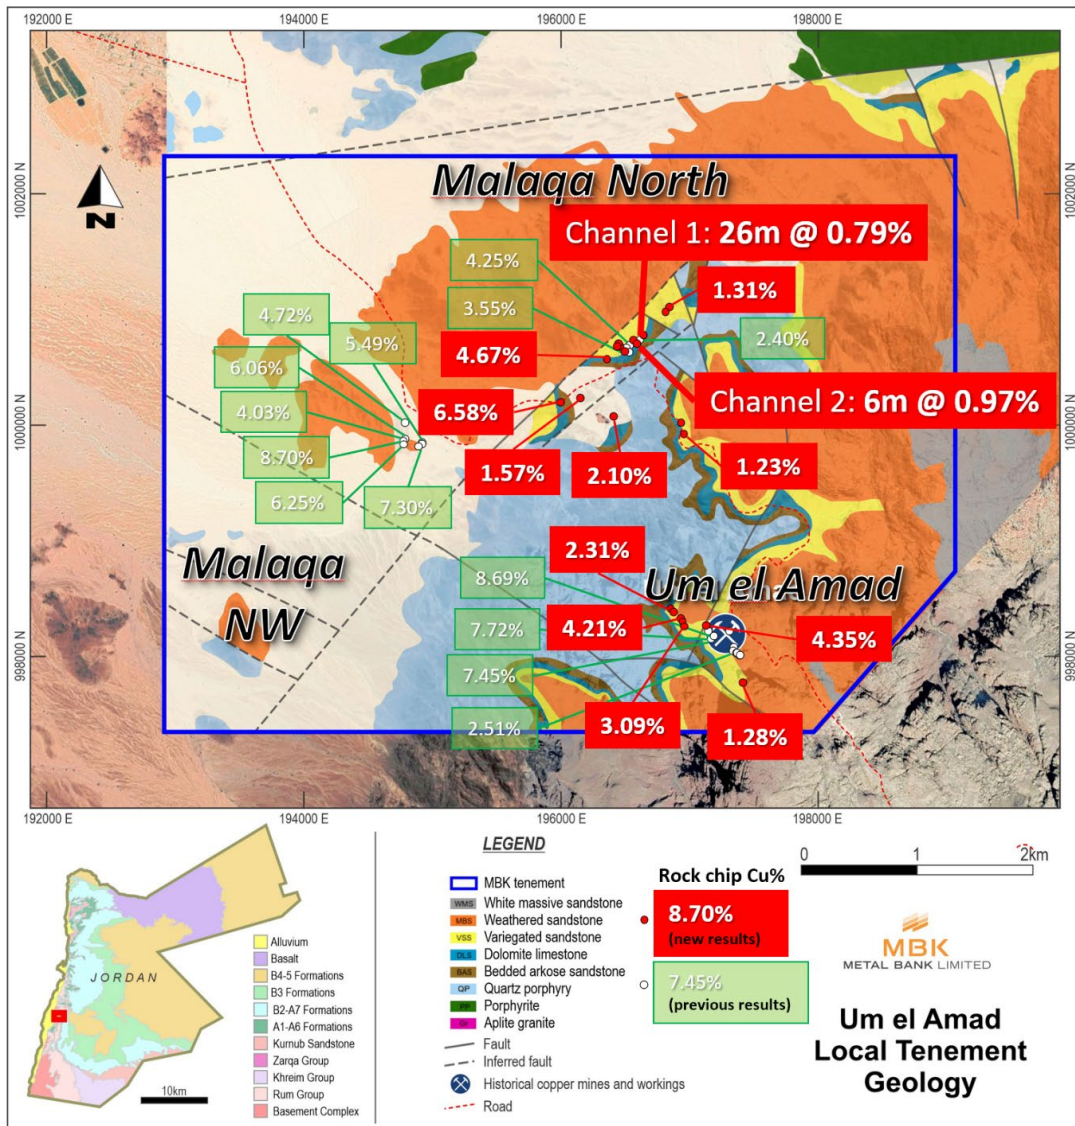 192000 E
194000 E
196000 E
198000 E
1002000 N
1002000 N
N
Malaqa North
Channel 1: 26m @ 0.79%
4.25%
1.31%
3.55%
4.72%
5.49%
2.40%
4.67%
6.06%
Channel 2: 6m @ 0.97%
6.58%
4.03%
1000000 N
1000000 N
8.70%
1.57%
2.10%
1.23%
6.25%
7.30%
2.31%
Malaqa
NW
8.69%
Um el Amad
7.72%
4.21%
4.35%
998000 N
998000 N
7.45%
2.51%
3.09%
1.28%
192000 E
194000 E
196000 E
198000 E
JORDAN
Alluvium
Basalt
B4-5 Formations
B3 Formations
B2-A7 Formations
A1-A6 Formations
Kurnub Sandstone
Zarqa Group
Khreim Group
Rum Group
Basement Complex
10km
LEGEND
MBK tenement
WMS White massive sandstone
MBS Weathered sandstone
VSS Variegated sandstone
DLS Dolomite limestone
BAS Bedded arkose sandstone
QP Quartz porphyry
Porphyrite
Aplite granite
Fault
Inferred fault
Historical copper mines and workings
Road
Rock chip Cu%
8.70%
(new results)
7.45%
(previous results)
0
1
2km
MBK
METAL BANK LIMITED
Um el Amad
Local Tenement
Geology